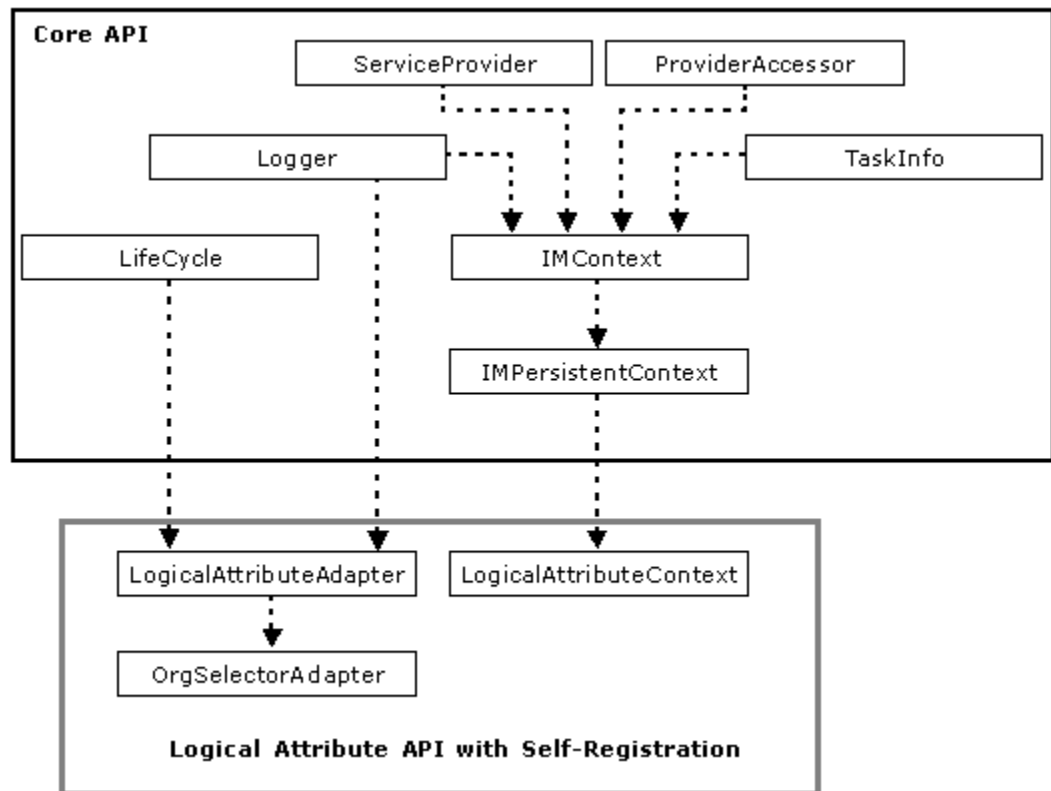 Core API
ServiceProvider
ProviderAccessor
Logger
TaskInfo
LifeCycle
IMContext
IMPersistentContext
LogicalAttributeAdapter
LogicalAttributeContext
OrgSelectorAdapter
Logical Attribute API with Self-Registration